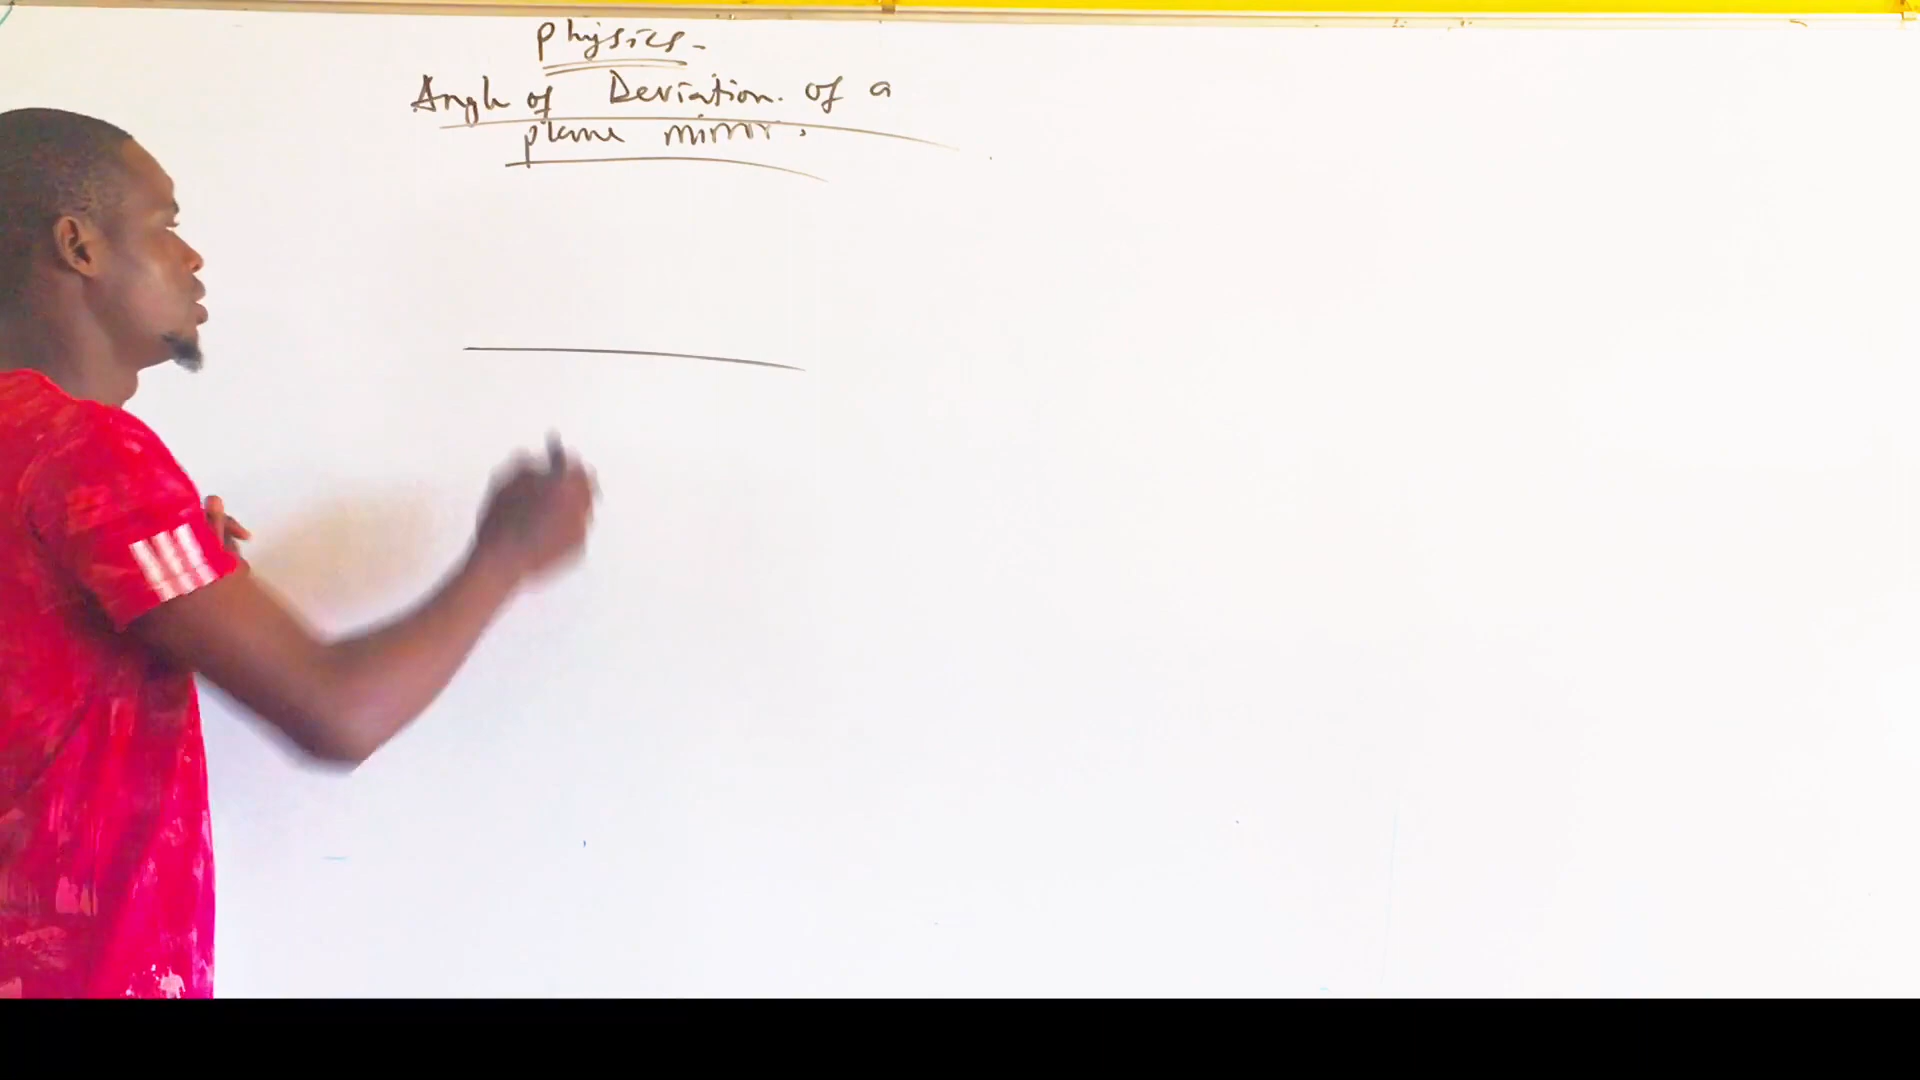 Physics-
Angle of Deviation. of a
plane mirror.